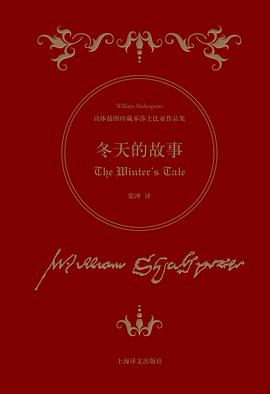 William Shakespeare
诗体插图珍藏本莎士比亚作品集
冬天的故事
The Winter's Tale
张冲 译
William Shakspeare
上海译文出版社